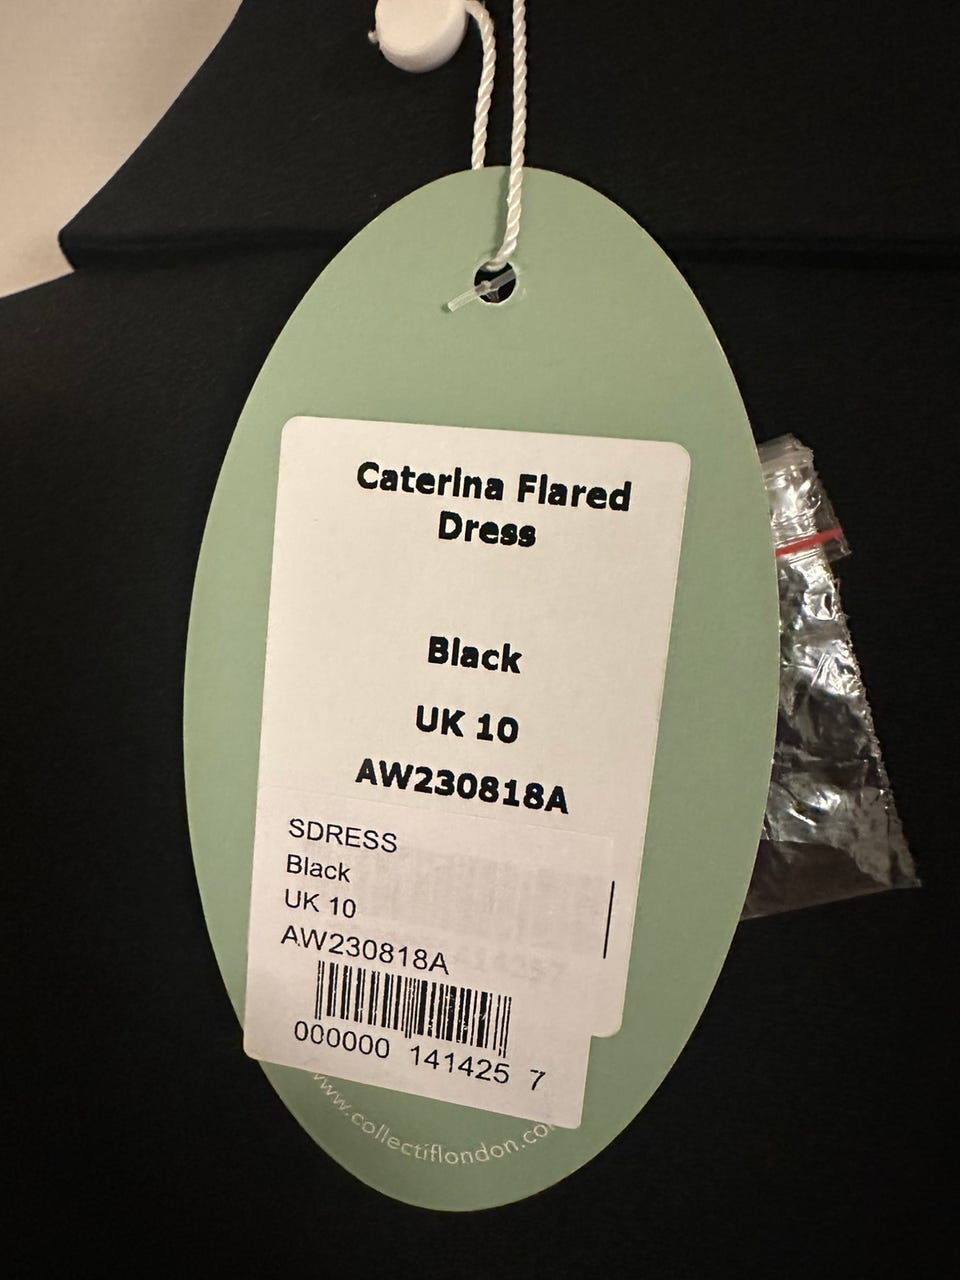 Caterina Flared
Dress
Black
UK 10
AW230818A
SDRESS
Black
UK 10
AW230818A
000000 141425 7
www.collectiflondon.co